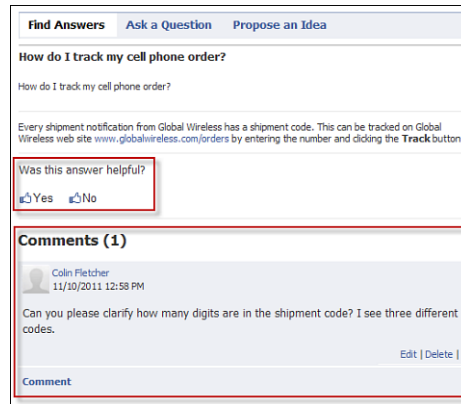 Find Answers Ask a Question Propose an Idea
How do I track my cell phone order?
How do I track my cell phone order?
Every shipment notification from Global Wireless has a shipment code. This can be tracked on Global
Wireless web site www.globalwireless.com/orders by entering the number and clicking the Track button
Was this answer helpful?
Yes No
Comments (1)
Colin Fletcher
11/10/2011 12:58 PM
Can you please clarify how many digits are in the shipment code? I see three different
codes.
Edit | Delete |
Comment